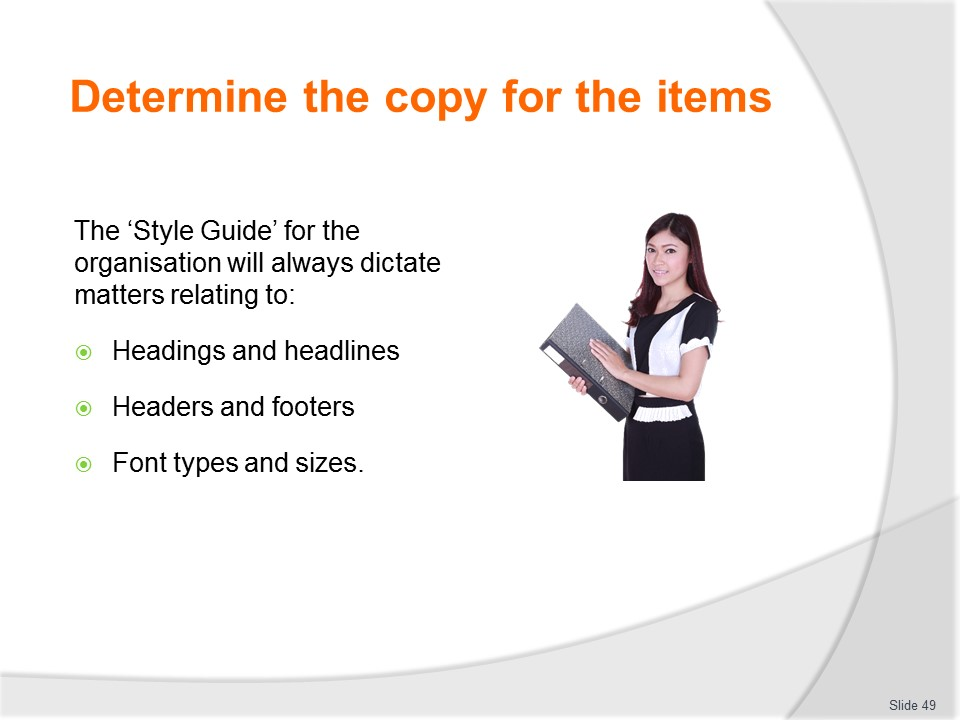 Determine the copy for the items
The ‘Style Guide’ for the
organisation will always dictate
matters relating to:
Headings and headlines
Headers and footers
Font types and sizes.
Slide 49